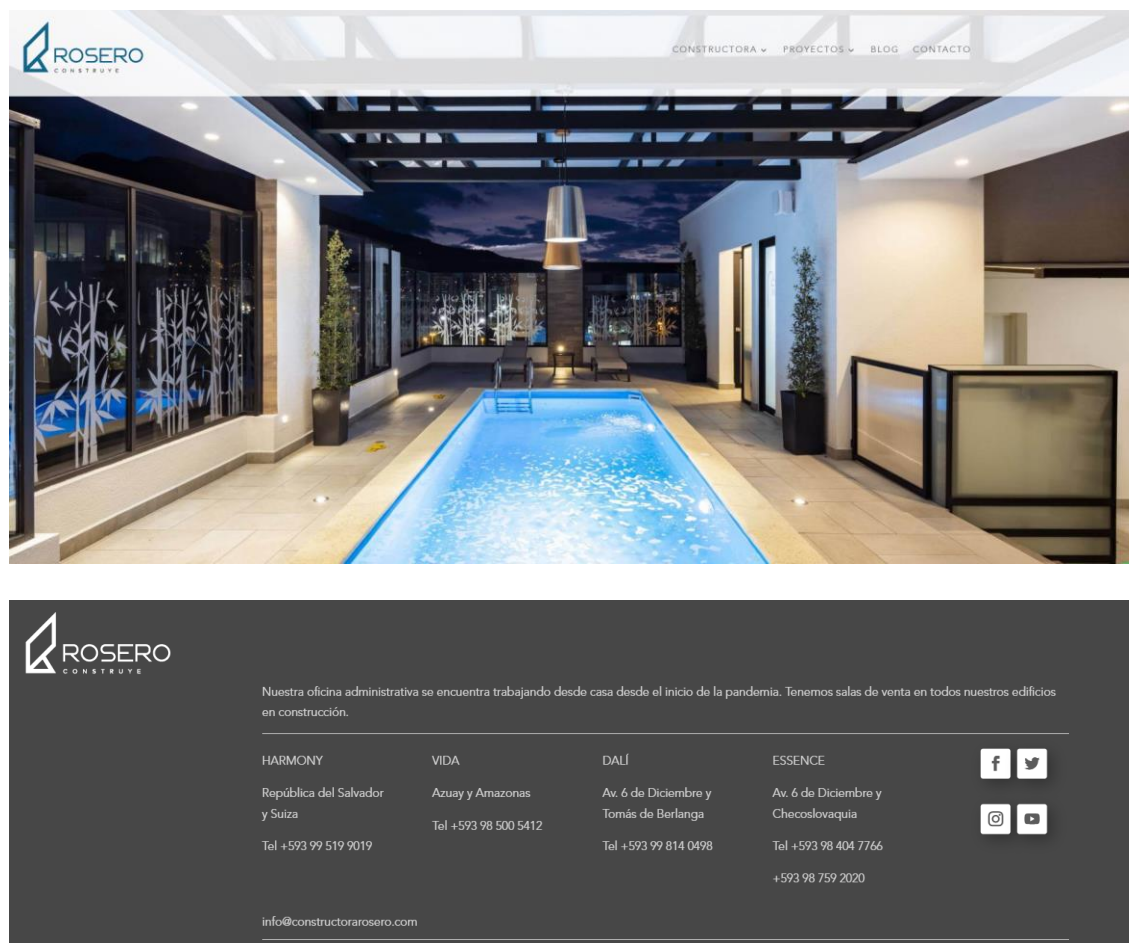 ROSERO
CONSTRUYE
CONSTRUCTORA PROYECTOS BLOG CONTACTO
ROSERO
CONSTRUYE
Nuestra oficina administrativa se encuentra trabajando desde casa desde el inicio de la pandemia. Tenemos salas de venta en todos nuestros edificios
en construcción.
HARMONY
República del Salvador
y Suiza
Tel +593 99 519 9019
VIDA
Azuay y Amazonas
Tel +593 98 500 5412
DALÍ
Av. 6 de Diciembre y
Tomás de Berlanga
Tel +593 99 814 0498
ESSENCE
Av. 6 de Diciembre y
Checoslovaquia
Tel +593 98 404 7766
+593 98 759 2020
info@constructorarosero.com